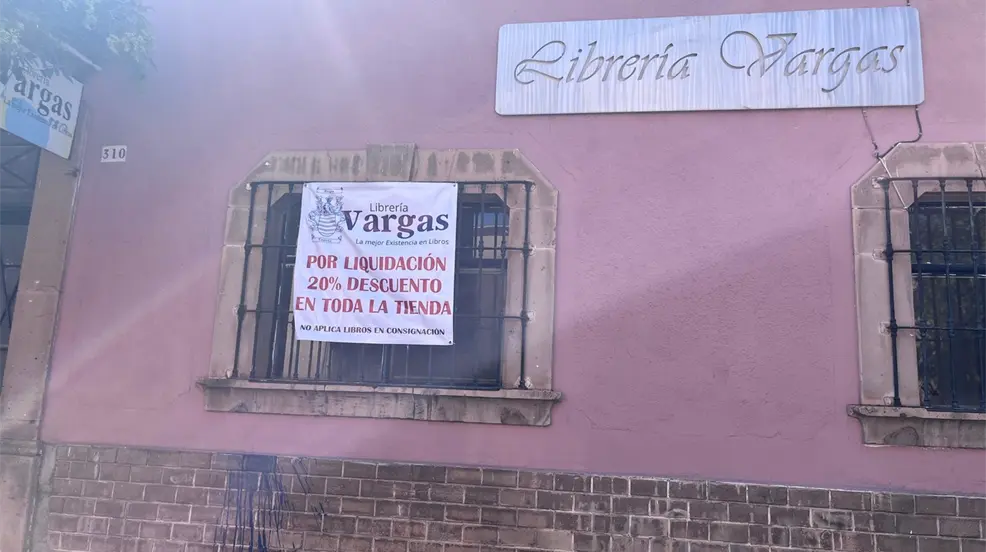 Librería Vargas
Vargas
310
Librería
Vargas
La mejor Existencia en Libros
POR LIQUIDACIÓN
20% DESCUENTO
EN TODA LA TIENDA
NO APLICA LIBROS EN CONSIGNACIÓN